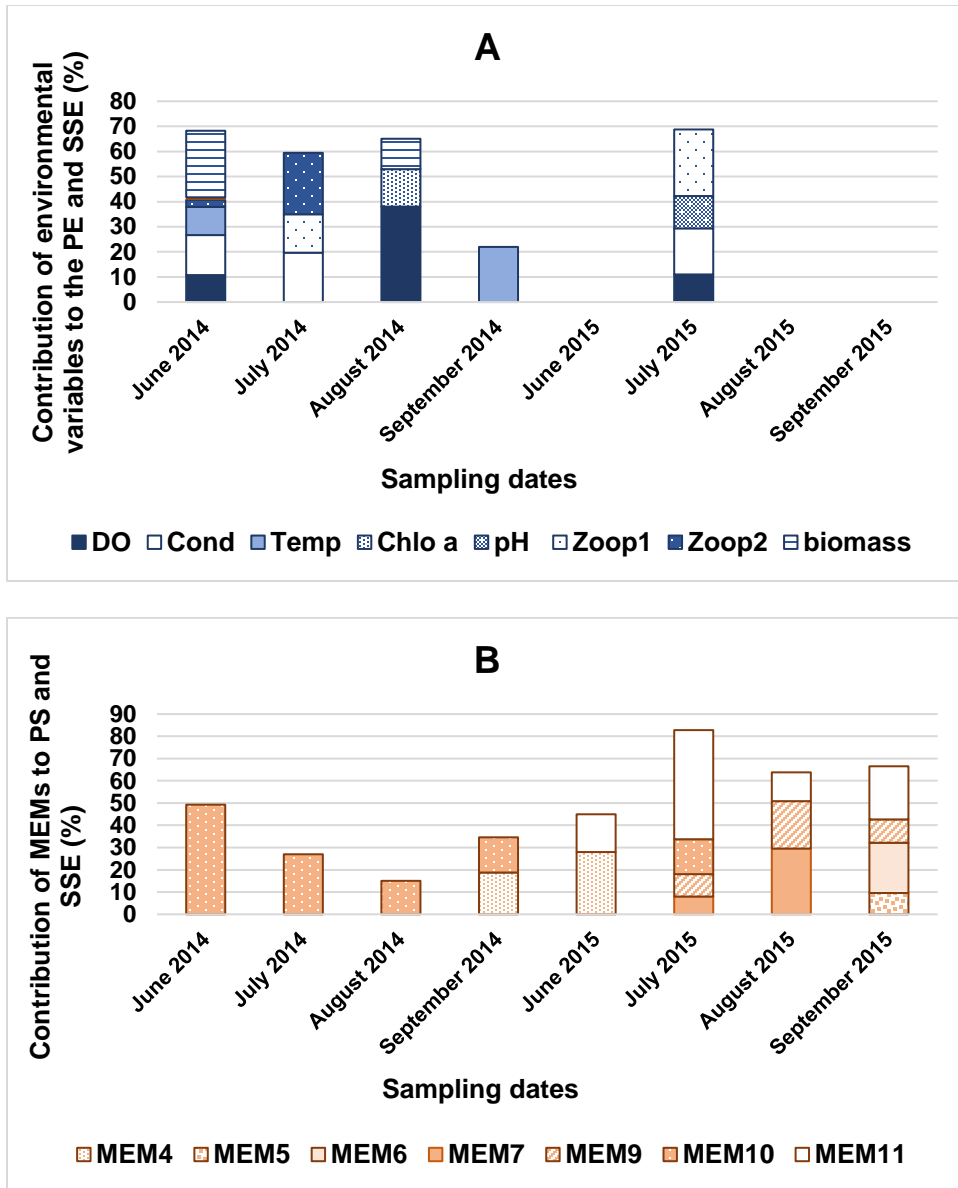 A
Contribution of environmental
variables to the PE and SSE (%)
80
70
60
50
40
30
20
10
0
June 2014
July 2014
August 2014
September 2014
June 2015
July 2015
August 2015
September 2015
Sampling dates
DO Cond Temp Chlo a pH Zoop1 Zoop2 biomass
B
Contribution of MEMs to PS and
SSE (%)
90
80
70
60
50
40
30
20
10
0
June 2014
July 2014
August 2014
September 2014
June 2015
July 2015
August 2015
September 2015
Sampling dates
MEM4 MEM5 MEM6 MEM7 MEM9 MEM10 MEM11